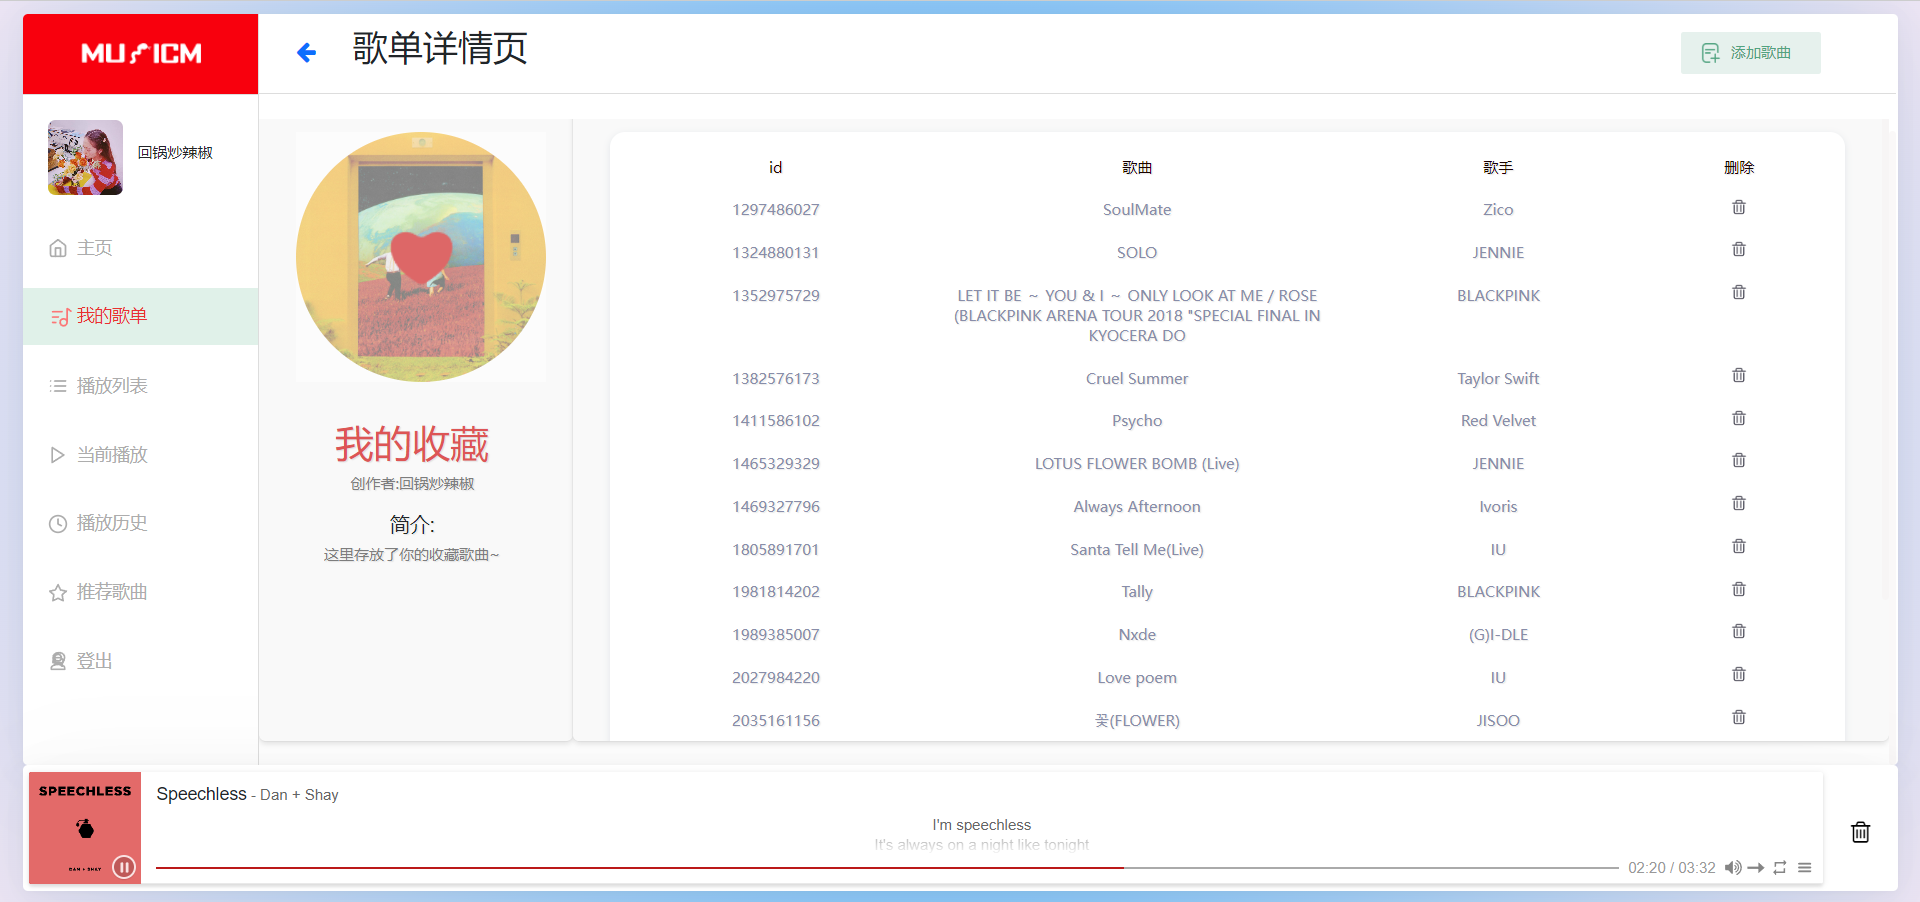 MUSICM
歌单详情页
添加歌曲
回锅炒辣椒
主页
我的歌单
播放列表
当前播放
播放历史
推荐歌曲
登出
我的收藏
创作者:回锅炒辣椒
简介:
这里存放了你的收藏歌曲~
id 歌曲 歌手 删除
1297486027 SoulMate Zico
1324880131 SOLO JENNIE
1352975729 LET IT BE ～ YOU & I ～ ONLY LOOK AT ME / ROSE BLACKPINK
(BLACKPINK ARENA TOUR 2018 "SPECIAL FINAL IN
KYOCERA DO
1382576173 Cruel Summer Taylor Swift
1411586102 Psycho Red Velvet
1465329329 LOTUS FLOWER BOMB (Live) JENNIE
1469327796 Always Afternoon Ivoris
1805891701 Santa Tell Me(Live) IU
1981814202 Tally BLACKPINK
1989385007 Nxde (G)I-DLE
2027984220 Love poem IU
2035161156 꽃(FLOWER) JISOO
SPEECHLESS
DAN + SHAY
Speechless - Dan + Shay
I'm speechless
It's always on a night like tonight
02:20 / 03:32